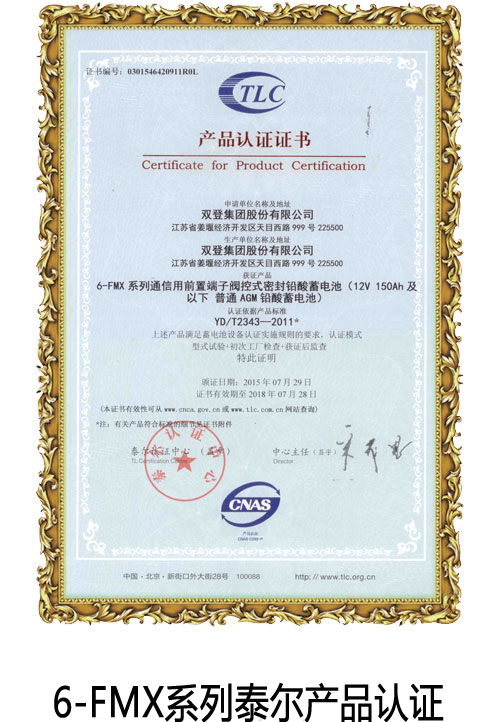 证书编号：0301546420911R0L
TLC
产品认证证书
Certificate for Product Certification
申请单位名称及地址
双登集团股份有限公司
江苏省姜堰经济开发区天目西路 999 号 225500
生产单位名称及地址
双登集团股份有限公司
江苏省姜堰经济开发区天目西路 999 号 225500
获证产品
6-FMX 系列通信用前置端子阀控式密封铅酸蓄电池（12V 150Ah 及
以下 普通 AGM 铅酸蓄电池）
认证依据产品标准
YD/T2343—2011*
上述产品满足蓄电池设备认证实施规则的要求，认证模式
型式试验+初次工厂检查+获证后监查
特此证明
颁证日期：2015 年 07 月 29 日
证书有效期至 2018 年 07 月 28 日
(本证书有效性可从 www.cnca.gov.cn 或 www.tlc.com.cn 网站查询)
*注：有关产品符合标准的细节见证书附件
泰尔认证中心 （盖章）
中心主任（签字）
TL Certification Center
Director
泰尔认证中心
CNAS
产品认证
中国·北京·新街口外大街28号 100088
http://www.tlc.org.cn
6-FMX系列泰尔产品认证